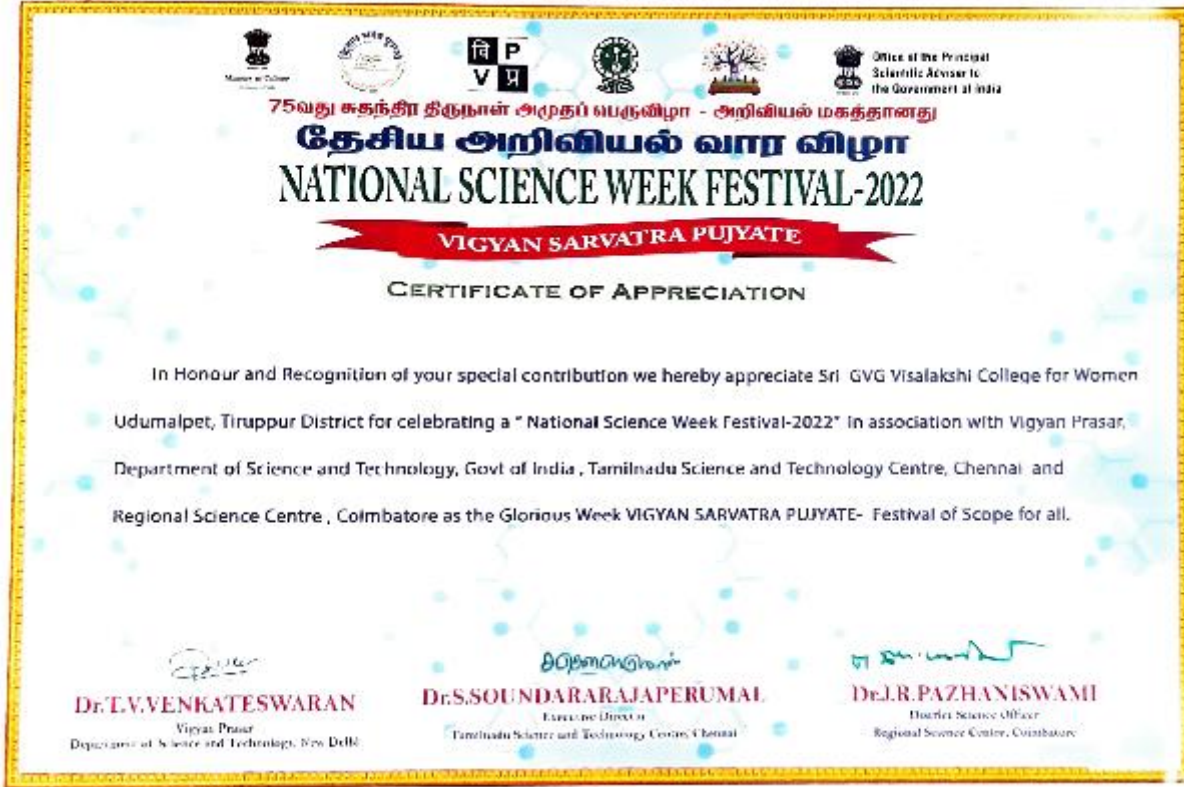 Ministry of Culture
वि P
V प्र
Office of the Principal
Scientific Adviser to
the Government of India
75வது சுதந்திர திருநாள் அமுதப் பெருவிழா - அறிவியல் மகத்தானது
தேசிய அறிவியல் வார விழா
NATIONAL SCIENCE WEEK FESTIVAL-2022
VIGYAN SARVATRA PUJYATE
CERTIFICATE OF APPRECIATION
In Honour and Recognition of your special contribution we hereby appreciate Sri GVG Visalakshi College for Women
Udumalpet, Tiruppur District for celebrating a " National Science Week Festival-2022" in association with Vigyan Prasar,
Department of Science and Technology, Govt of India , Tamilnadu Science and Technology Centre, Chennai and
Regional Science Centre , Coimbatore as the Glorious Week VIGYAN SARVATRA PUJYATE- Festival of Scope for all.
Dr.T.V.VENKATESWARAN
Vigyan Prasar
Department of Science and Technology, New Delhi
Dr.S.SOUNDARARAJAPERUMAL
Executive Director
Tamilnadu Science and Technology Centre, Chennai
Dr.J.R.PAZHANISWAMI
District Science Officer
Regional Science Centre, Coimbatore